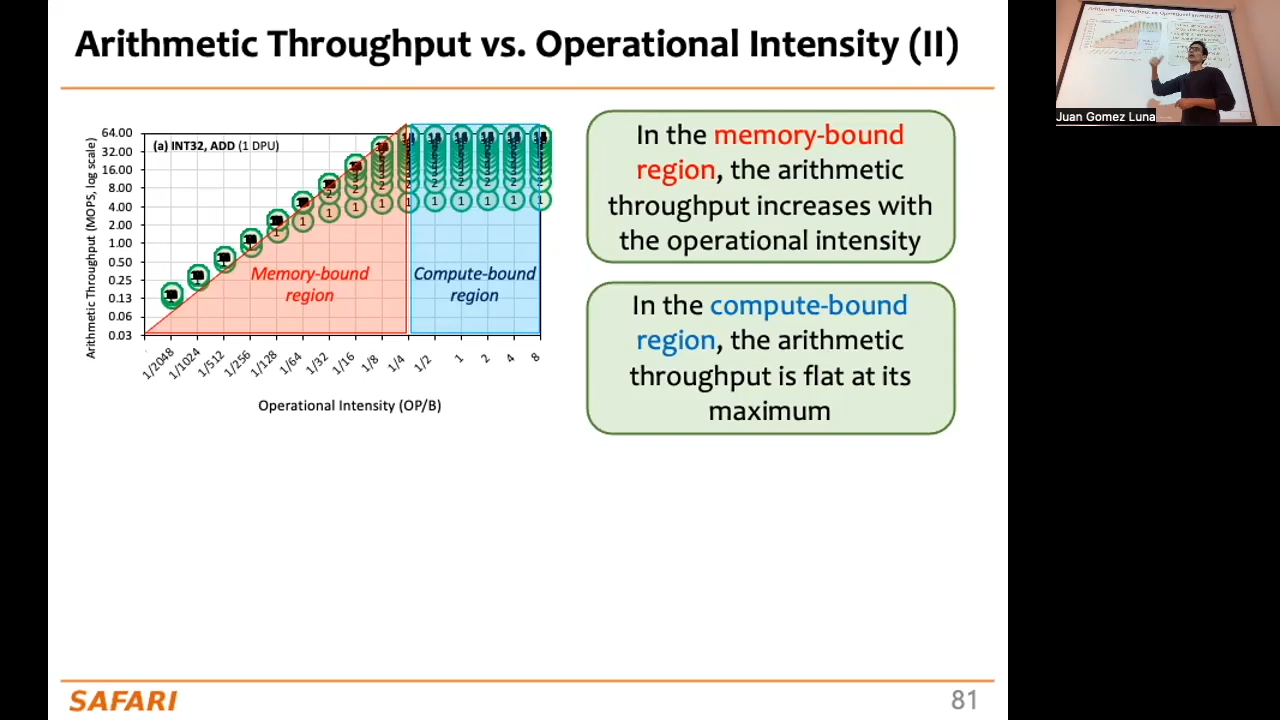 Arithmetic Throughput vs. Operational Intensity (II)
Juan Gomez Luna
Arithmetic Throughput (MOPS, log scale)
64.00
32.00
16.00
8.00
4.00
2.00
1.00
0.50
0.25
0.13
0.06
0.03
(a) INT32, ADD (1 DPU)
Memory-bound
region
Compute-bound
region
1/2048
1/1024
1/512
1/256
1/128
1/64
1/32
1/16
1/8
1/4
1/2
1
2
4
8
Operational Intensity (OP/B)
In the memory-bound
region, the arithmetic
throughput increases with
the operational intensity
In the compute-bound
region, the arithmetic
throughput is flat at its
maximum
SAFARI
81